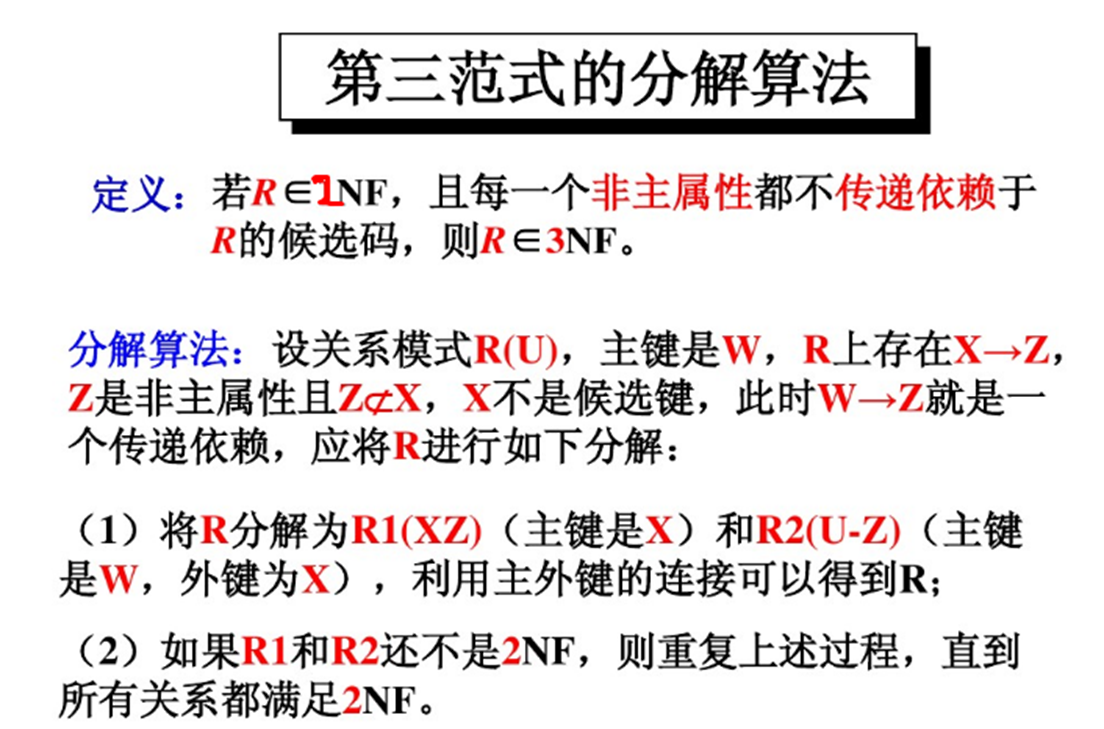 第三范式的分解算法
定义：若R∈1NF，且每一个非主属性都不传递依赖于
R的候选码，则R∈3NF。
分解算法：设关系模式R(U)，主键是W，R上存在X→Z，
Z是非主属性且Z⊄X，X不是候选键，此时W→Z就是一
个传递依赖，应将R进行如下分解：
（1）将R分解为R1(XZ)（主键是X）和R2(U-Z)（主键
是W，外键为X），利用主外键的连接可以得到R；
（2）如果R1和R2还不是2NF，则重复上述过程，直到
所有关系都满足2NF。